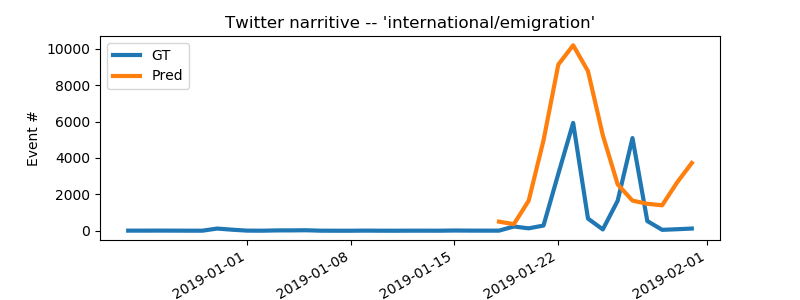 Twitter narritive -- 'international/emigration'
GT
Pred
Event #
10000
8000
6000
4000
2000
0
2019-01-01
2019-01-08
2019-01-15
2019-01-22
2019-02-01